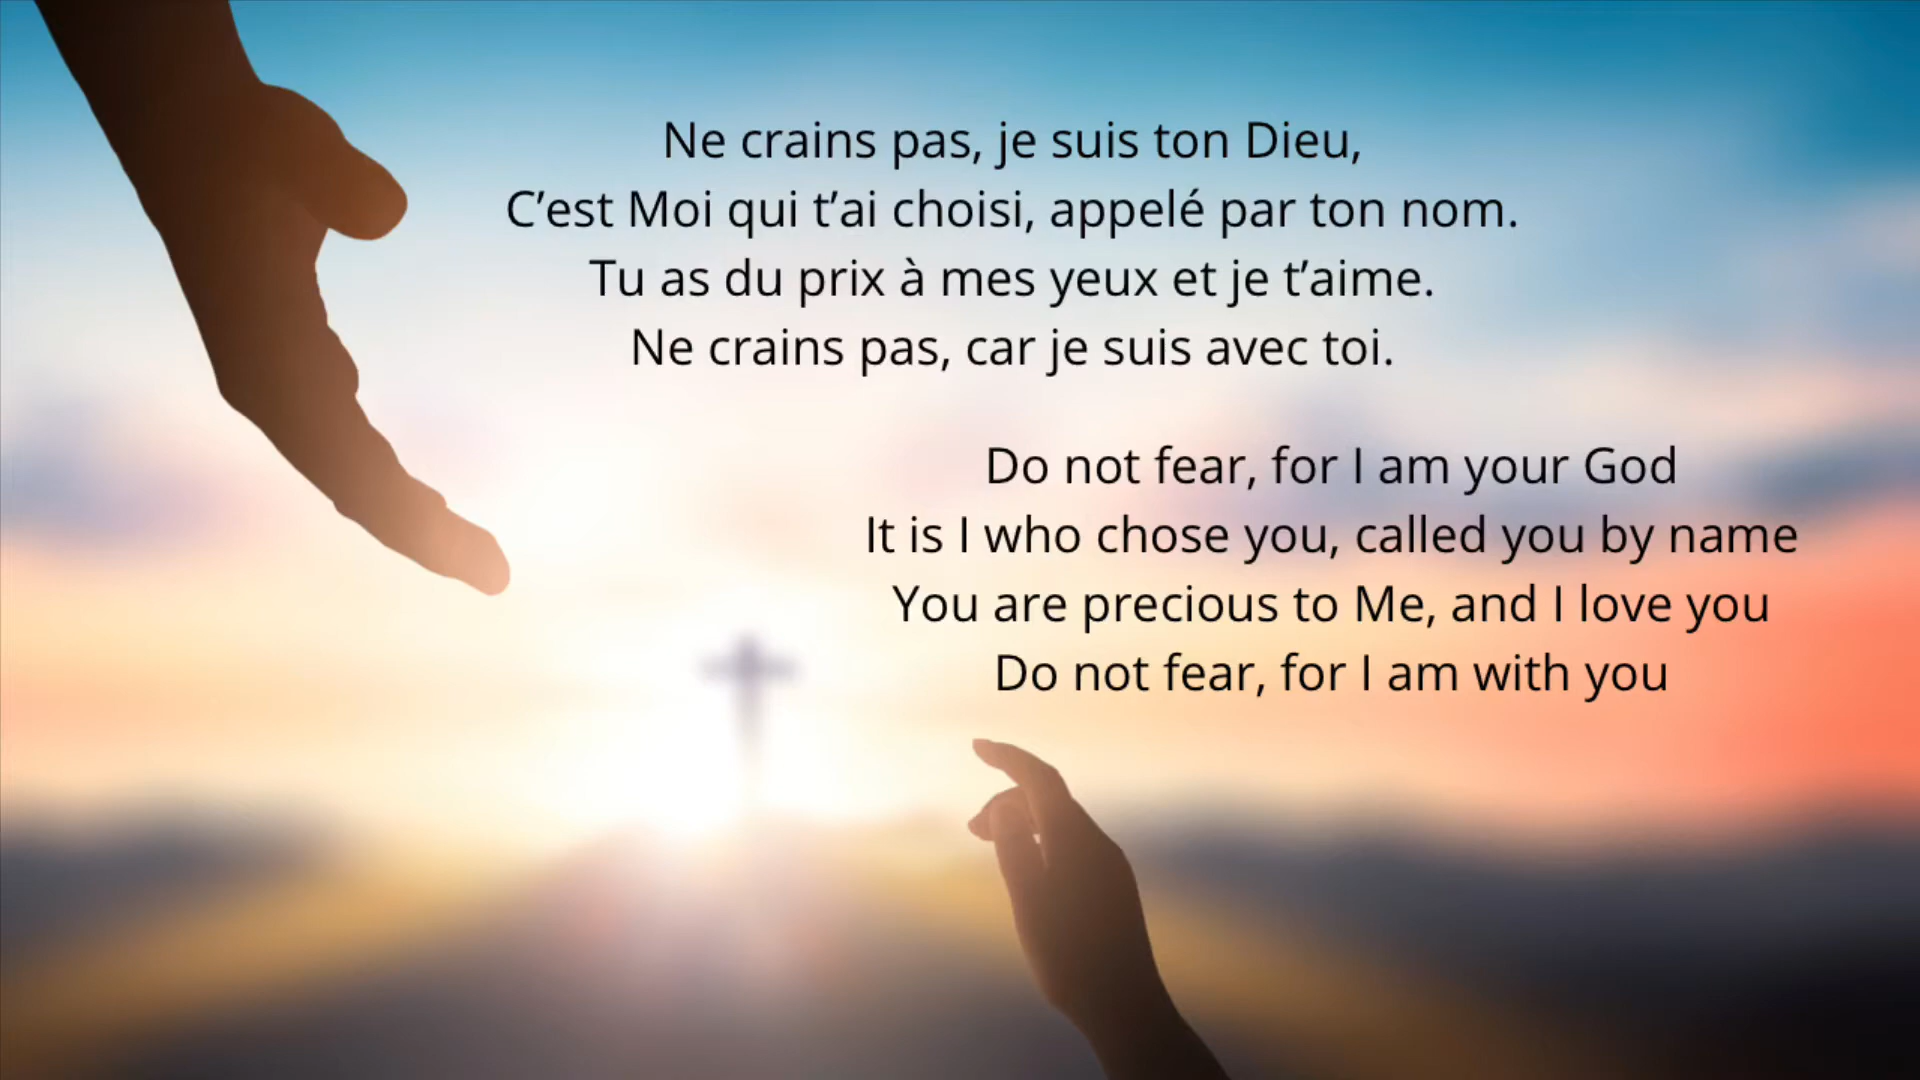 Ne crains pas, je suis ton Dieu,
C’est Moi qui t’ai choisi, appelé par ton nom.
Tu as du prix à mes yeux et je t’aime.
Ne crains pas, car je suis avec toi.
Do not fear, for I am your God
It is I who chose you, called you by name
You are precious to Me, and I love you
Do not fear, for I am with you